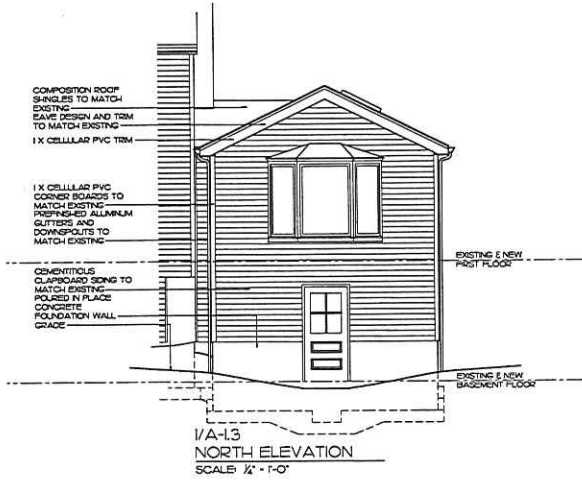 COMPOSITION ROOF
SHINGLES TO MATCH
EXISTING
EAVE DESIGN AND TRIM
TO MATCH EXISTING
1 X CELLULAR PVC TRIM
1 X CELLULAR PVC
CORNER BOARDS TO
MATCH EXISTING
PREFINISHED ALUMINUM
GUTTERS AND
DOWNSPOUTS TO
MATCH EXISTING
CEMENTITIOUS
CLAPBOARD SIDING TO
MATCH EXISTING
POURED IN PLACE
CONCRETE
FOUNDATION WALL
GRADE
EXISTING & NEW
FIRST FLOOR
EXISTING & NEW
BASEMENT FLOOR
1/A-1.3
NORTH ELEVATION
SCALE: 1/4" = 1'-0"